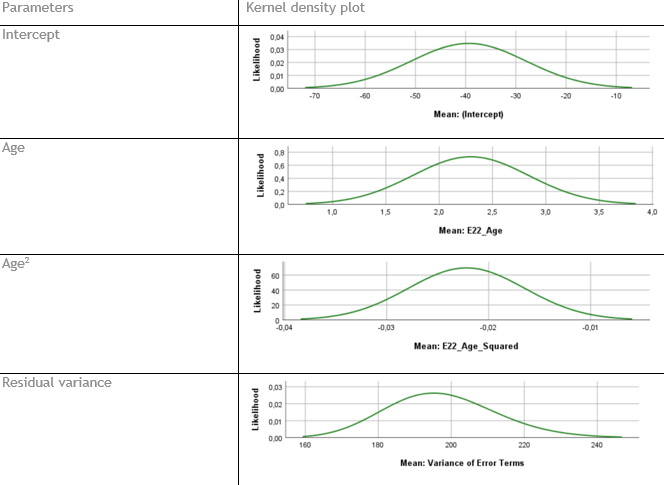 Parameters Kernel density plot
Intercept
Likelihood
0,04
0,03
0,02
0,01
0,00
-70 -60 -50 -40 -30 -20 -10
Mean: (Intercept)
Age
Likelihood
0,8
0,6
0,4
0,2
0,0
1,0 1,5 2,0 2,5 3,0 3,5 4,0
Mean: E22_Age
Age²
Likelihood
60
40
20
0
-0,04 -0,03 -0,02 -0,01
Mean: E22_Age_Squared
Residual variance
Likelihood
0,03
0,02
0,01
0,00
160 180 200 220 240
Mean: Variance of Error Terms